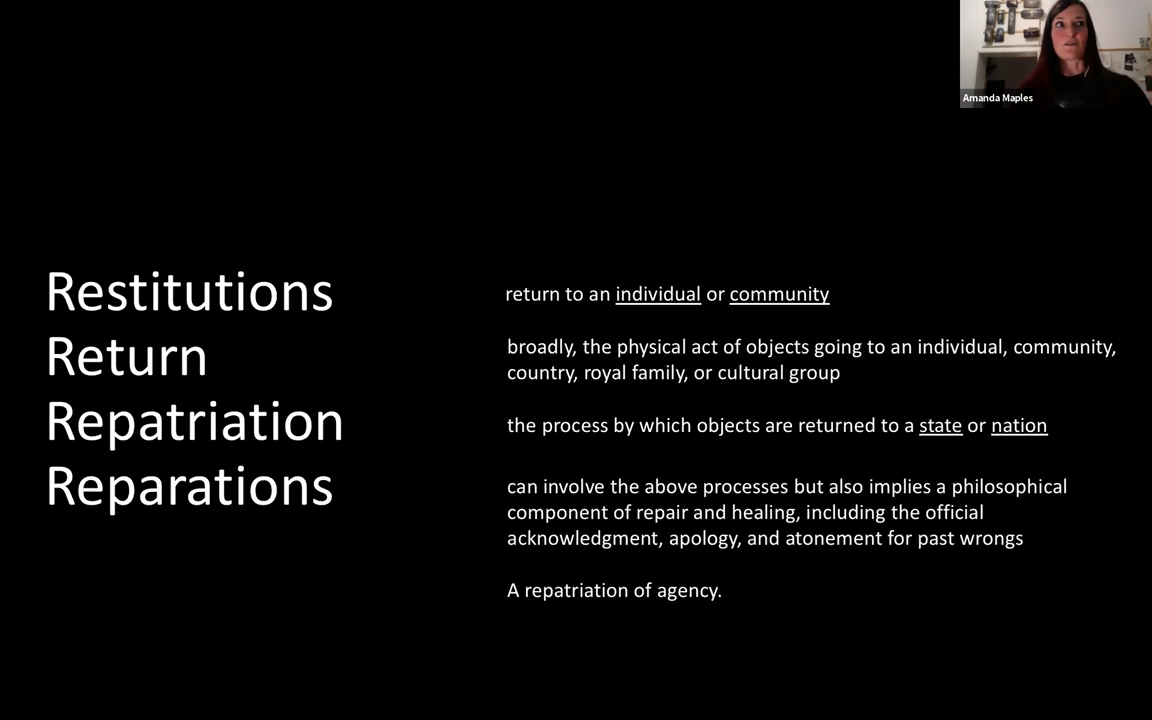 Amanda Maples
Restitutions
return to an individual or community
Return
broadly, the physical act of objects going to an individual, community,
country, royal family, or cultural group
Repatriation
the process by which objects are returned to a state or nation
Reparations
can involve the above processes but also implies a philosophical
component of repair and healing, including the official
acknowledgment, apology, and atonement for past wrongs
A repatriation of agency.